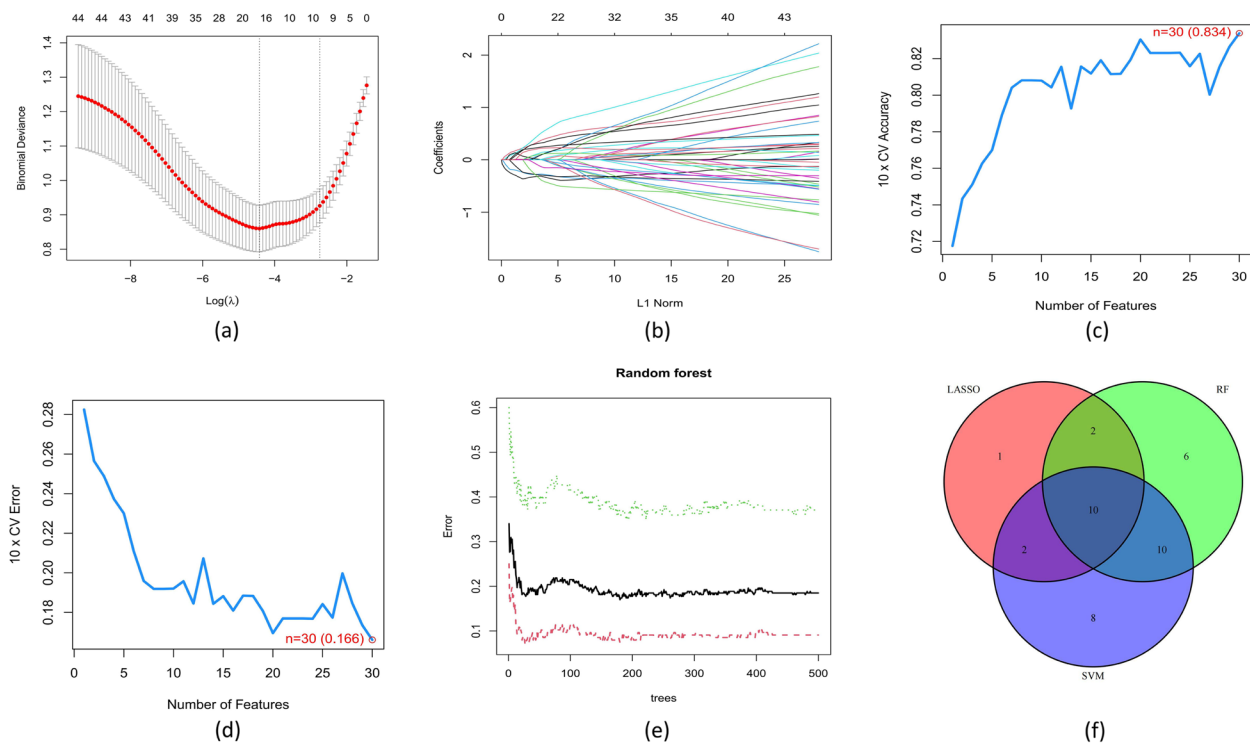 44 44 43 41 39 35 28 20 16 10 10 9 5 0
1.4
1.3
1.2
1.1
1.0
0.9
0.8
Binomial Deviance
−8 −6 −4 −2
Log(λ)
(a)
0 22 32 35 42 43
2
1
0
−1
Coefficients
0 5 10 15 20 25
L1 Norm
(b)
n=30 (0.834)
0.82
0.80
0.78
0.76
0.74
0.72
10 x CV Accuracy
0 5 10 15 20 25 30
Number of Features
(c)
0.28
0.26
0.24
0.22
0.20
0.18
10 x CV Error
n=30 (0.166)
0 5 10 15 20 25 30
Number of Features
(d)
Random forest
0.6
0.5
0.4
0.3
0.2
0.1
Error
0 100 200 300 400 500
trees
(e)
LASSO
RF
2
1
6
10
2
10
8
SVM
(f)